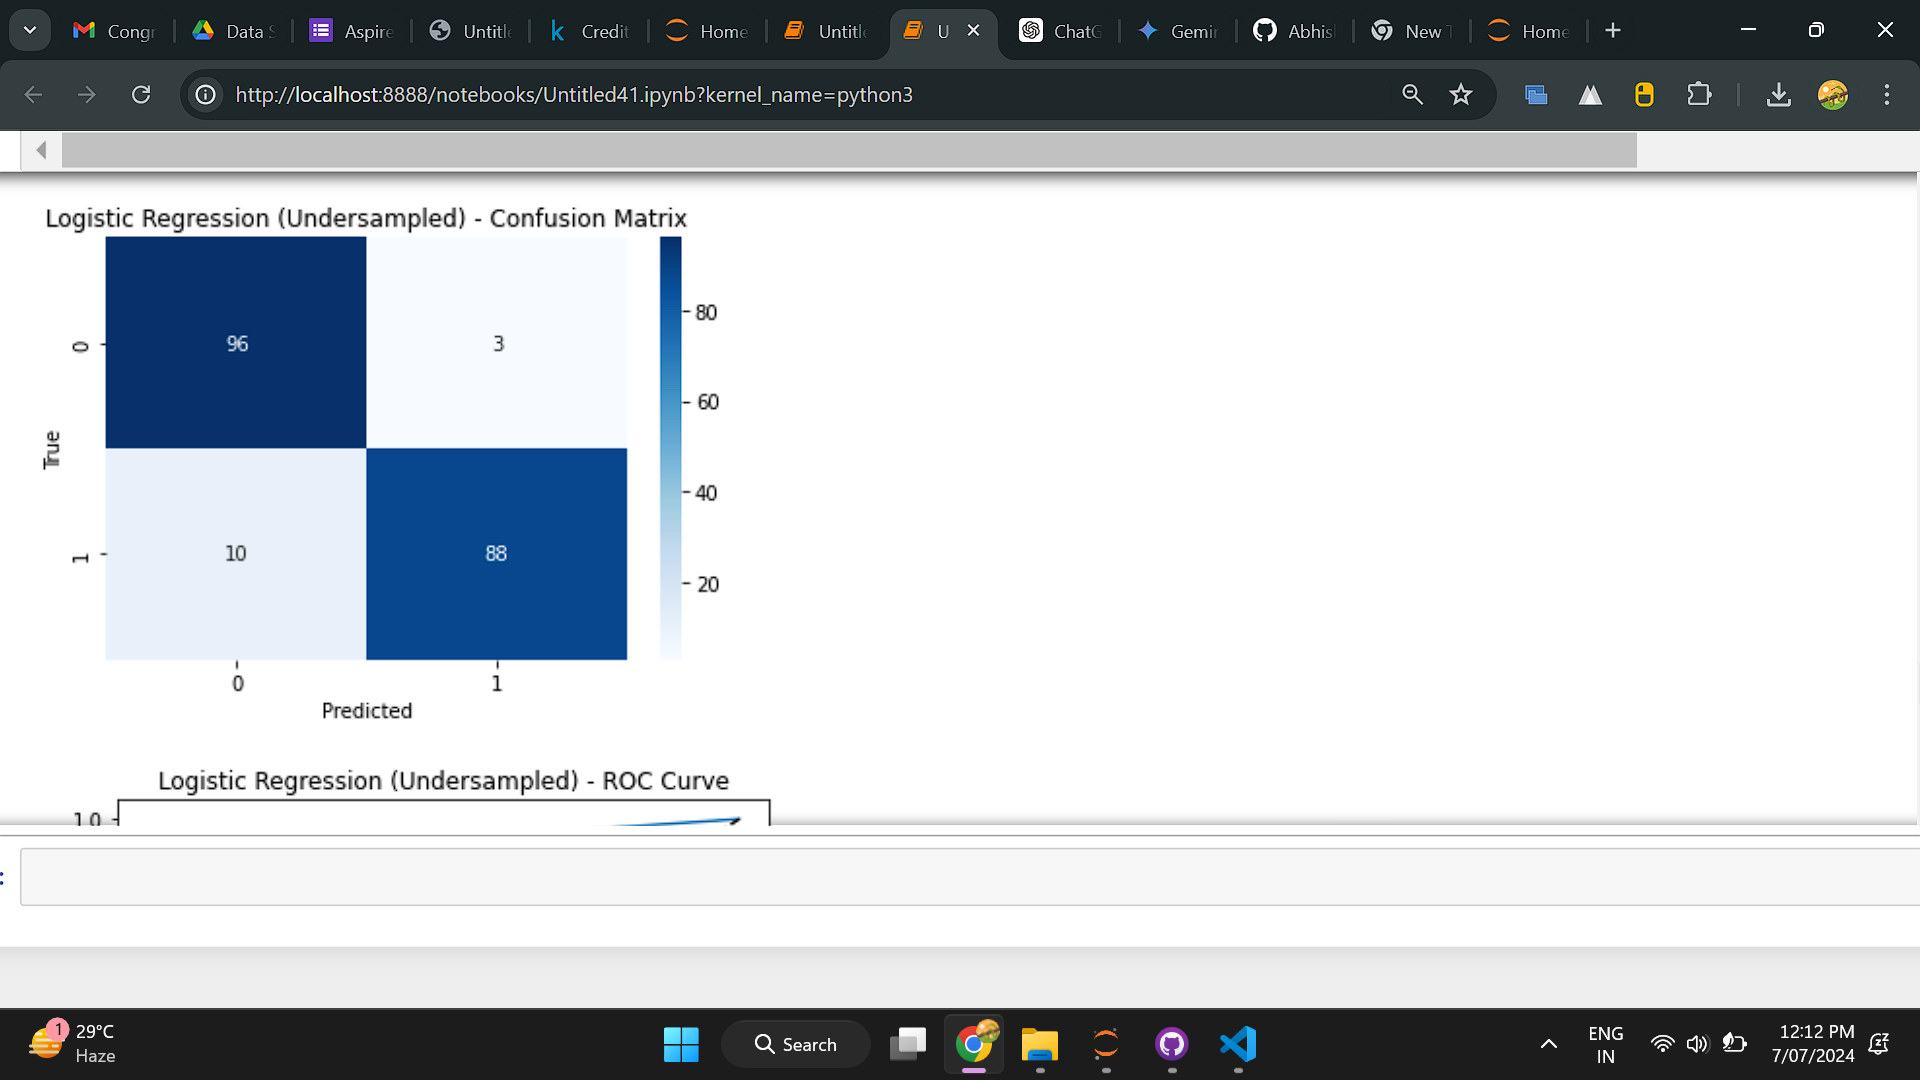 Congr
Data S
Aspire
Untitle
Credit
Home
Untitle
U
ChatG
Gemin
Abhis
New T
Home
http://localhost:8888/notebooks/Untitled41.ipynb?kernel_name=python3
Logistic Regression (Undersampled) - Confusion Matrix
96
3
80
0
60
True
40
10
88
1
20
0
1
Predicted
Logistic Regression (Undersampled) - ROC Curve
1.0
:
1
29°C
Haze
Search
ENG
IN
12:12 PM
7/07/2024